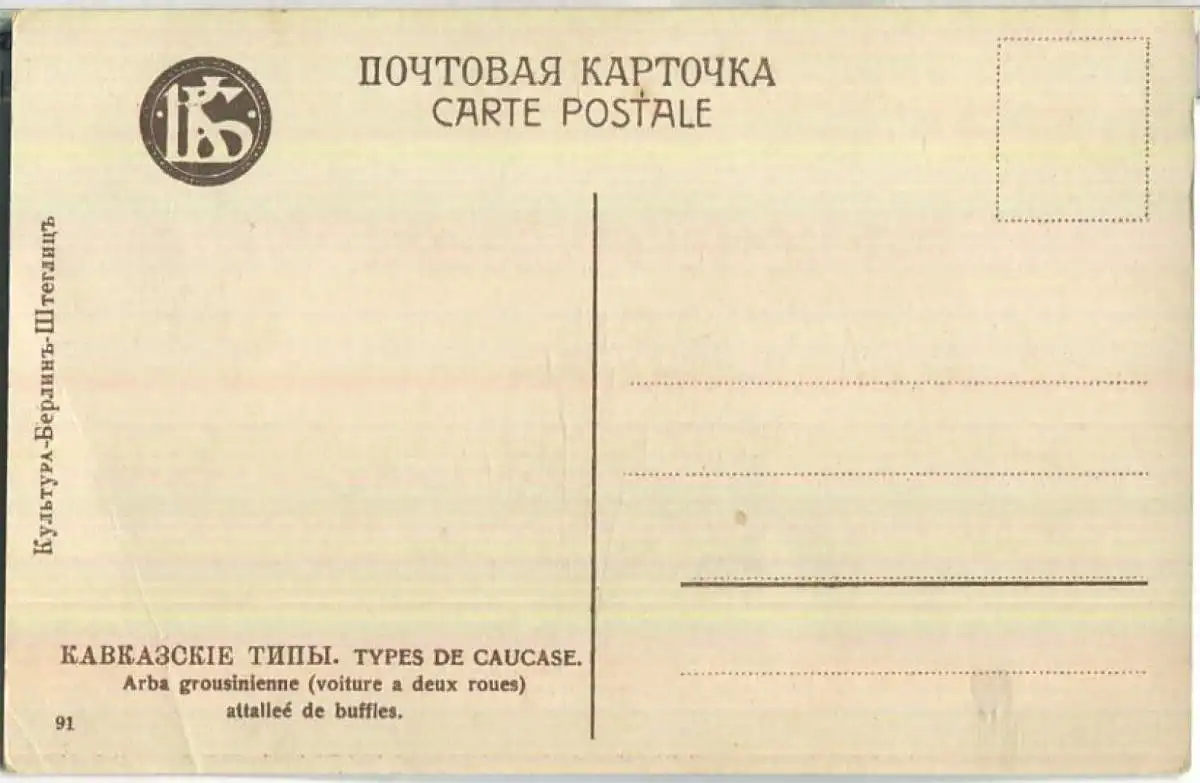 ПОЧТОВАЯ КАРТОЧКА
CARTE POSTALE
Культура-Берлинъ-Штеглицъ
КАВКАЗСКІЕ ТИПЫ. TYPES DE CAUCASE.
Arba grousinienne (voiture a deux roues)
attalleé de buffles.
91